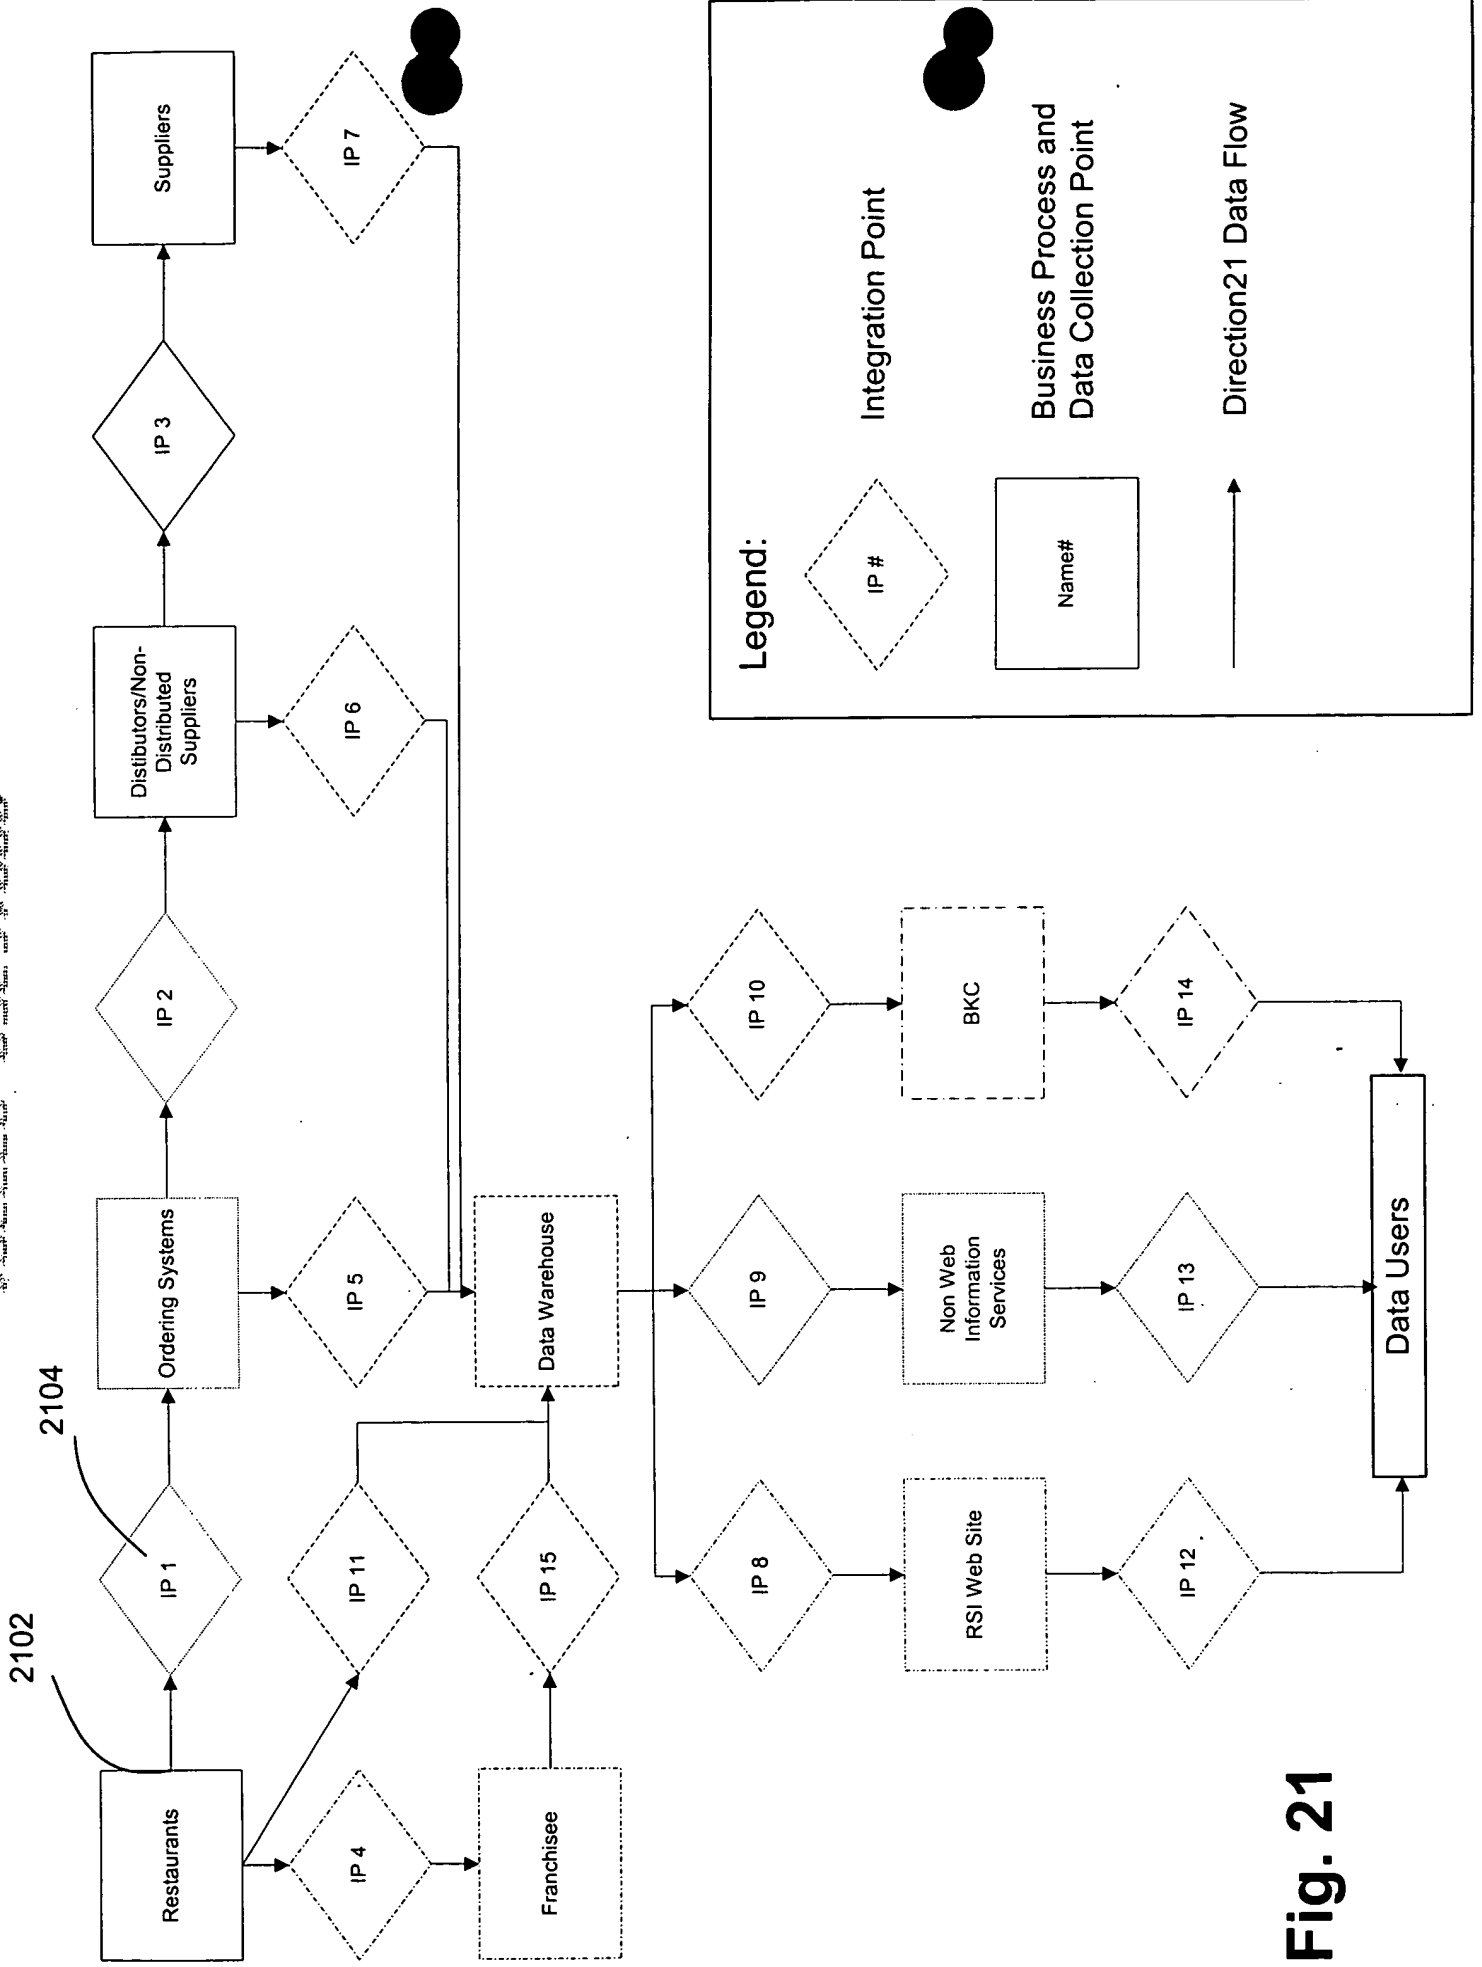 2102
2104
Restaurants
IP 1
Ordering Systems
IP 2
Distibutors/Non-
Distributed
Suppliers
IP 3
Suppliers
IP 4
IP 11
IP 5
IP 6
IP 7
Franchisee
IP 15
Data Warehouse
IP 8
IP 9
IP 10
RSI Web Site
Non Web
Information
Services
BKC
IP 12
IP 13
IP 14
Data Users
Legend:
IP #
Integration Point
Name#
Business Process and
Data Collection Point
Direction21 Data Flow
Fig. 21